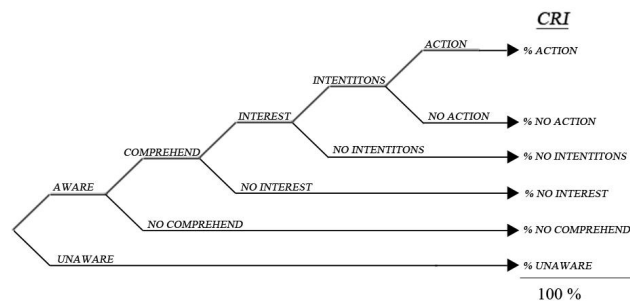 CRI
ACTION
% ACTION
INTENTITONS
INTEREST
NO ACTION
% NO ACTION
COMPREHEND
NO INTENTITONS
% NO INTENTITONS
AWARE
NO INTEREST
% NO INTEREST
NO COMPREHEND
% NO COMPREHEND
UNAWARE
% UNAWARE
100 %